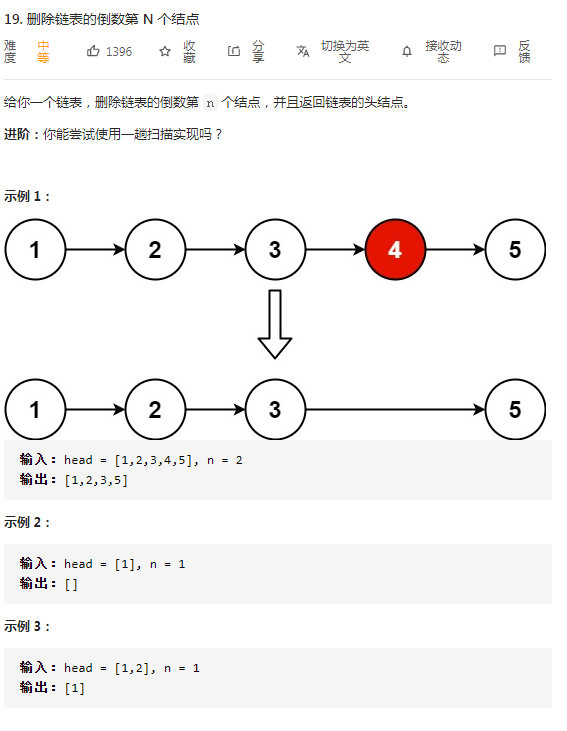 19. 删除链表的倒数第 N 个结点
难度 中等 1396 收藏 分享 切换为英文 接收动态 反馈
给你一个链表，删除链表的倒数第 n 个结点，并且返回链表的头结点。
进阶：你能尝试使用一趟扫描实现吗？
示例 1：
1 2 3 4 5
1 2 3 5
输入：head = [1,2,3,4,5], n = 2
输出：[1,2,3,5]
示例 2：
输入：head = [1], n = 1
输出：[]
示例 3：
输入：head = [1,2], n = 1
输出：[1]